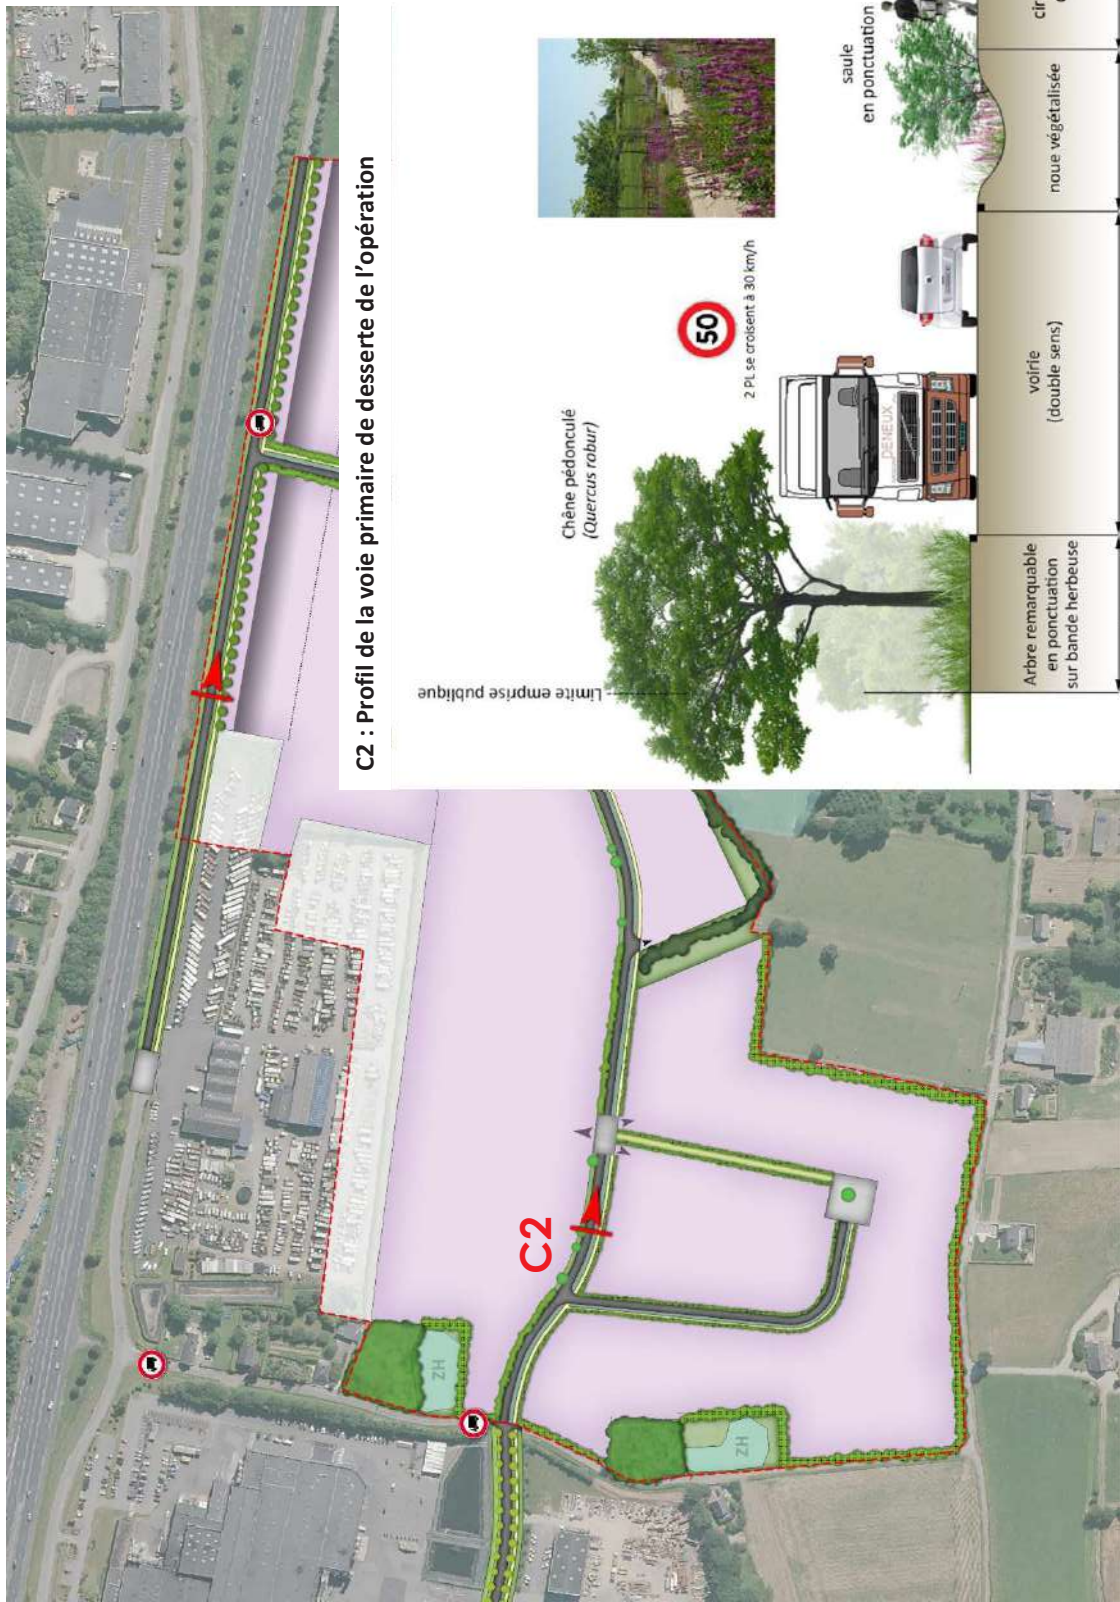 C2 : Profil de la voie primaire de desserte de l'opération
Limite emprise publique
Chêne pédonculé
(Quercus robur)
50
2 PL se croisent à 30 km/h
DENEUX
saule
en ponctuation
Arbre remarquable
en ponctuation
sur bande herbeuse
voirie
(double sens)
noue végétalisée
cir
C2
ZH
ZH